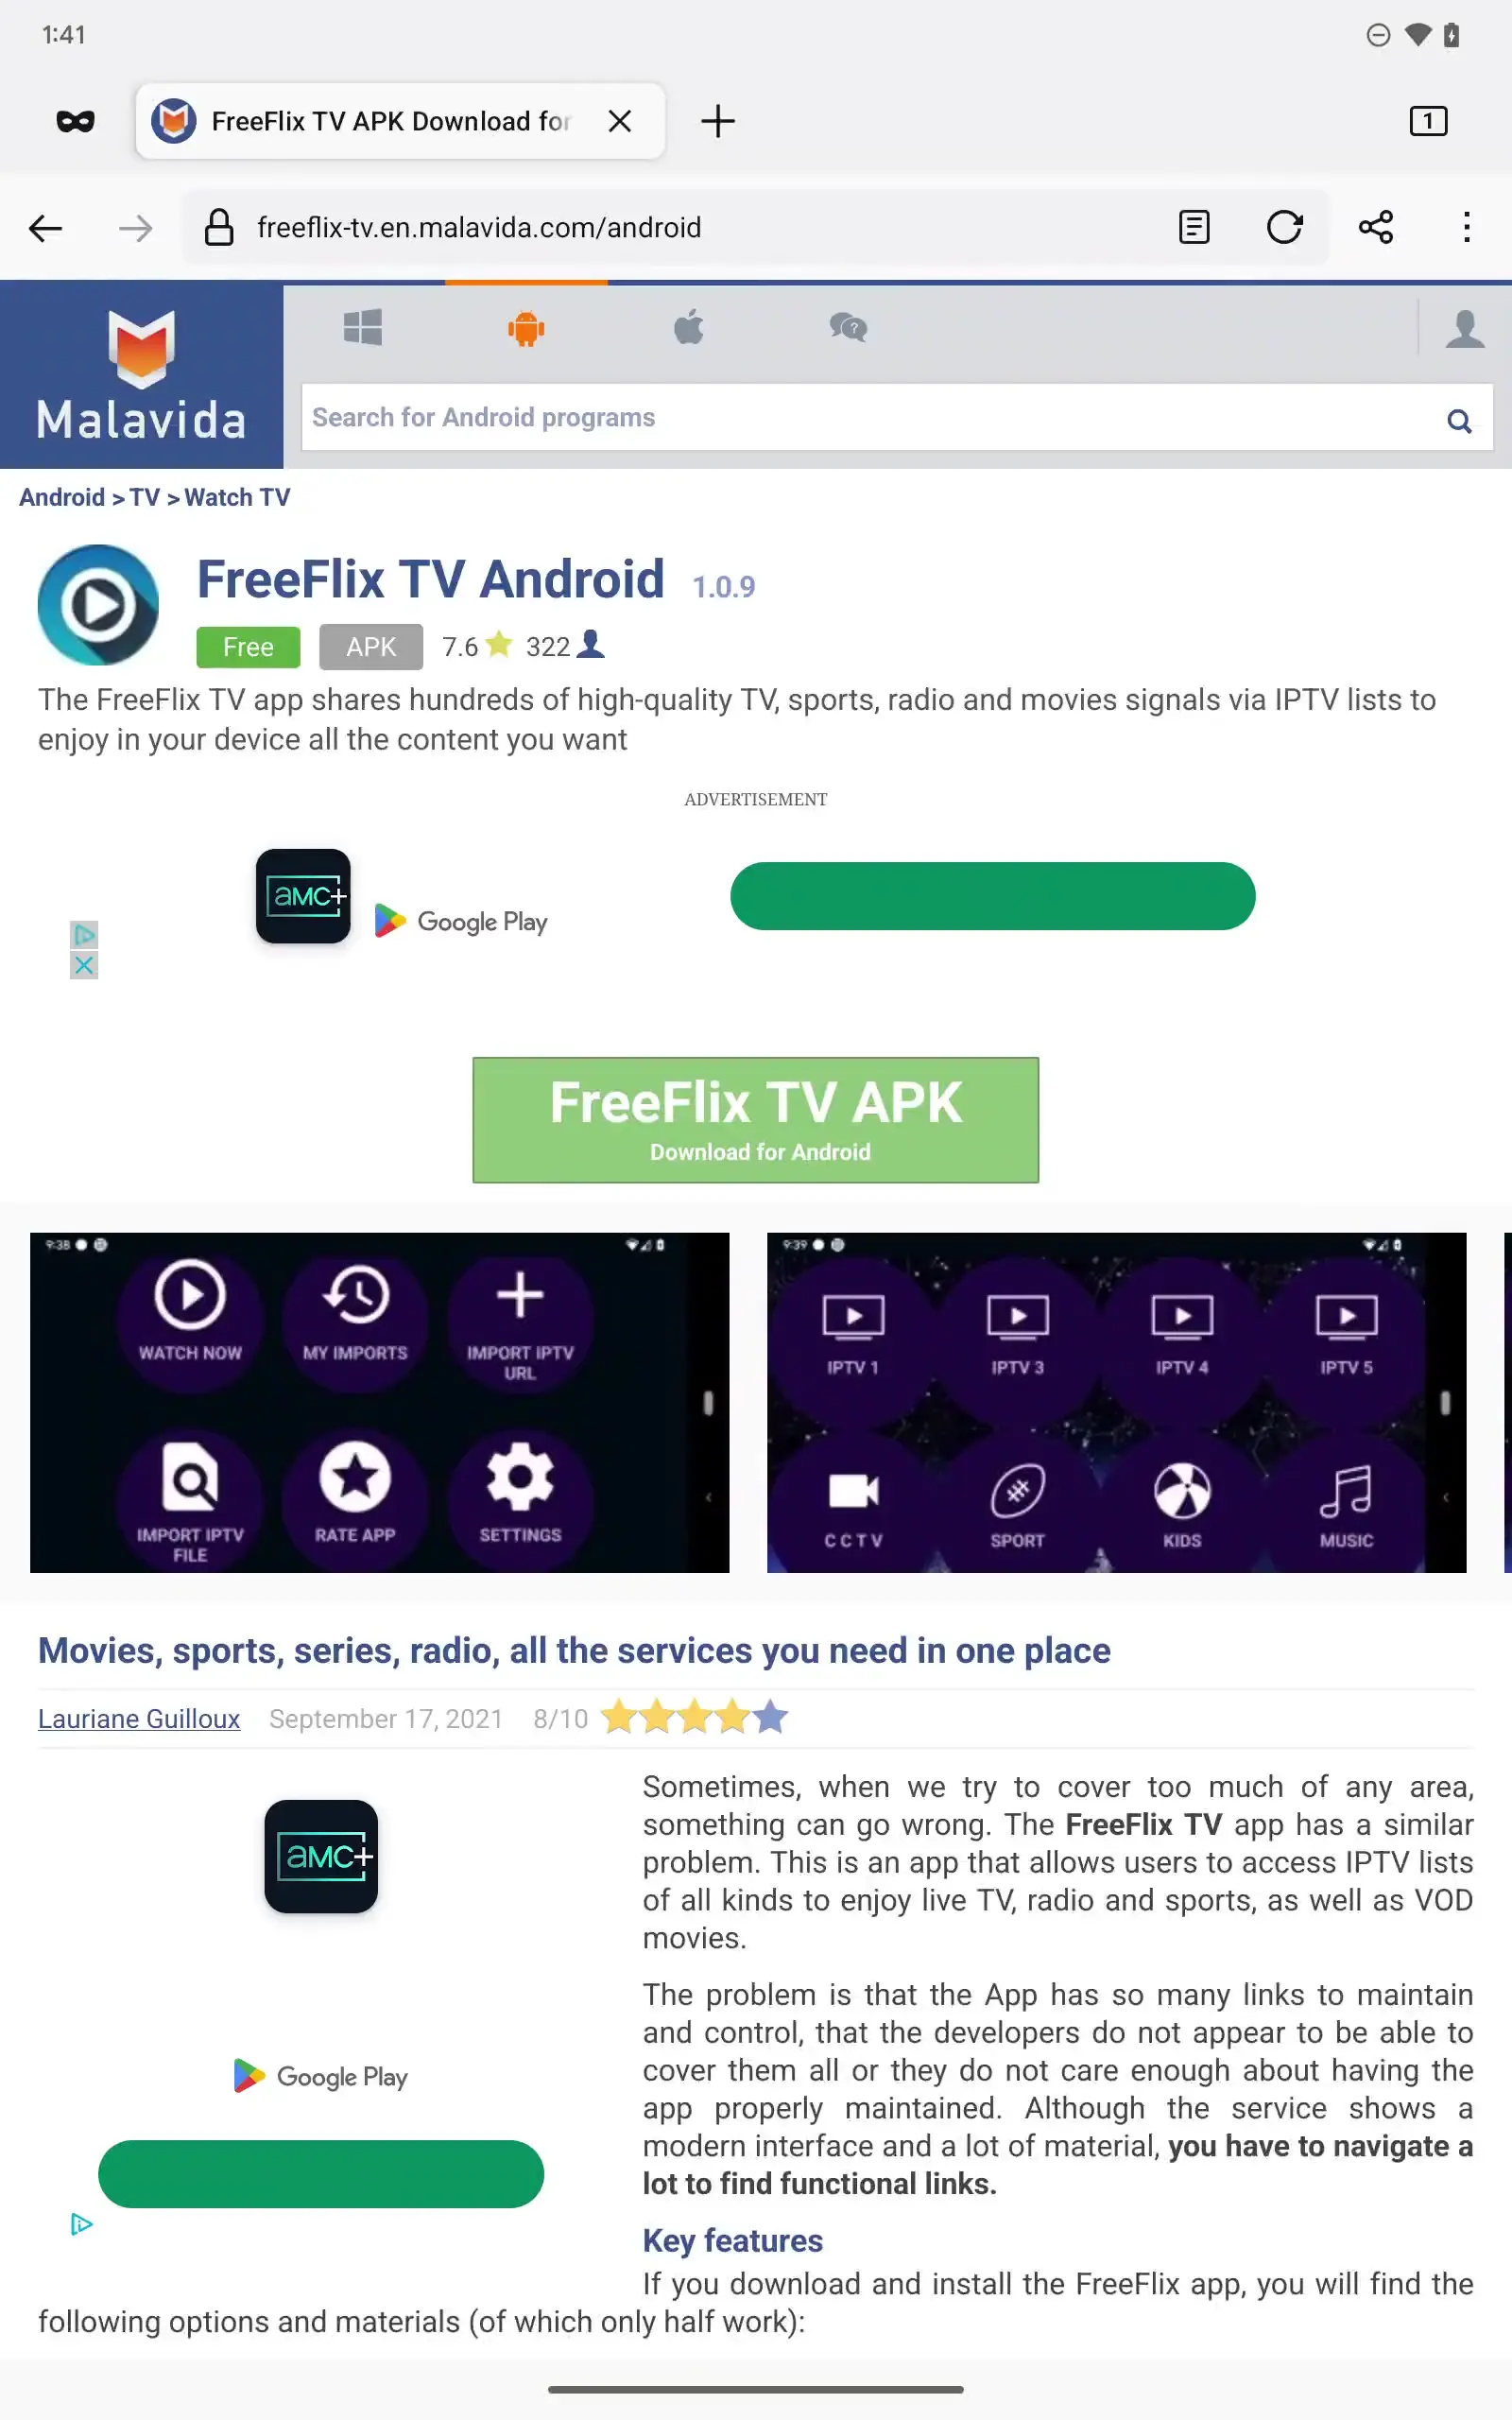 1:41
FreeFlix TV APK Download for
1
freeflix-tv.en.malavida.com/android
Malavida
?
Search for Android programs
Android > TV > Watch TV
FreeFlix TV Android 1.0.9
Free APK 7.6 322
The FreeFlix TV app shares hundreds of high-quality TV, sports, radio and movies signals via IPTV lists to
enjoy in your device all the content you want
ADVERTISEMENT
aMC+
Google Play
FreeFlix TV APK
Download for Android
9:38
WATCH NOW
MY IMPORTS
IMPORT IPTV
URL
IMPORT IPTV
FILE
RATE APP
SETTINGS
9:39
IPTV 1
IPTV 3
IPTV 4
IPTV 5
C C T V
SPORT
KIDS
MUSIC
Movies, sports, series, radio, all the services you need in one place
Lauriane Guilloux September 17, 2021 8/10
aMC+
Google Play
Sometimes, when we try to cover too much of any area,
something can go wrong. The FreeFlix TV app has a similar
problem. This is an app that allows users to access IPTV lists
of all kinds to enjoy live TV, radio and sports, as well as VOD
movies.
The problem is that the App has so many links to maintain
and control, that the developers do not appear to be able to
cover them all or they do not care enough about having the
app properly maintained. Although the service shows a
modern interface and a lot of material, you have to navigate a
lot to find functional links.
Key features
If you download and install the FreeFlix app, you will find the
following options and materials (of which only half work):